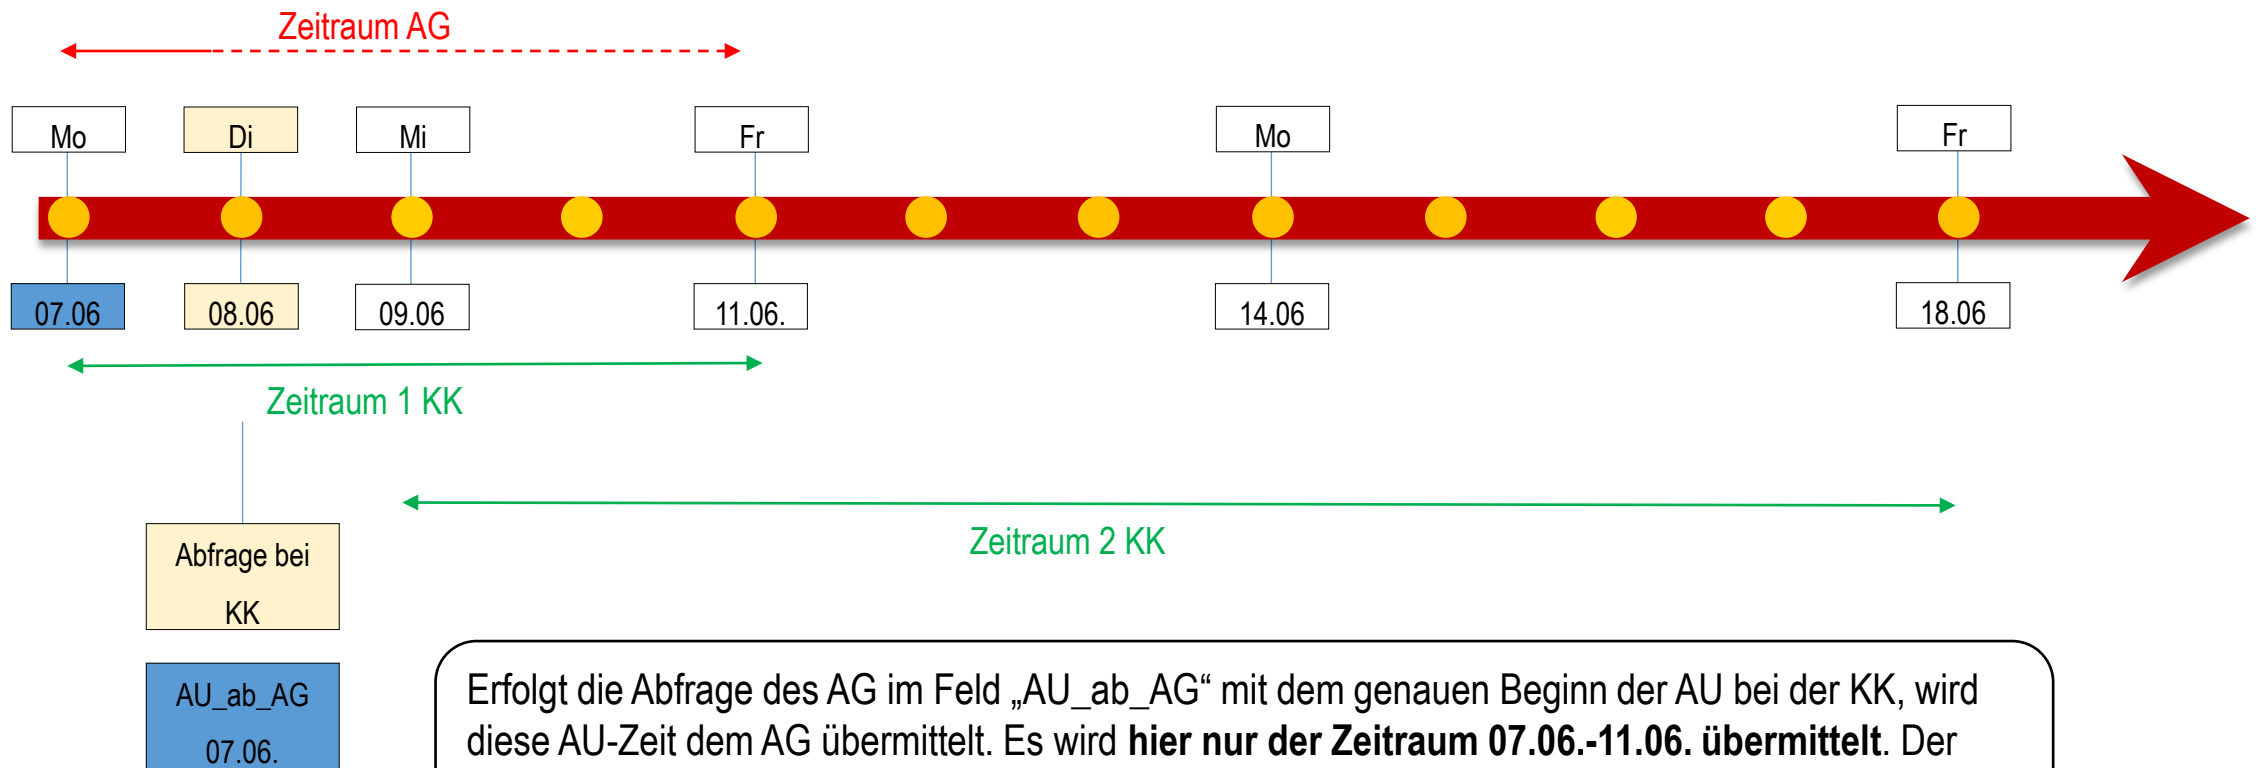 Zeitraum AG
Mo Di Mi Fr Mo Fr
07.06 08.06 09.06 11.06. 14.06 18.06
Zeitraum 1 KK
Zeitraum 2 KK
Abfrage bei
KK
AU_ab_AG
07.06.
Erfolgt die Abfrage des AG im Feld „AU_ab_AG“ mit dem genauen Beginn der AU bei der KK, wird
diese AU-Zeit dem AG übermittelt. Es wird hier nur der Zeitraum 07.06.-11.06. übermittelt. Der